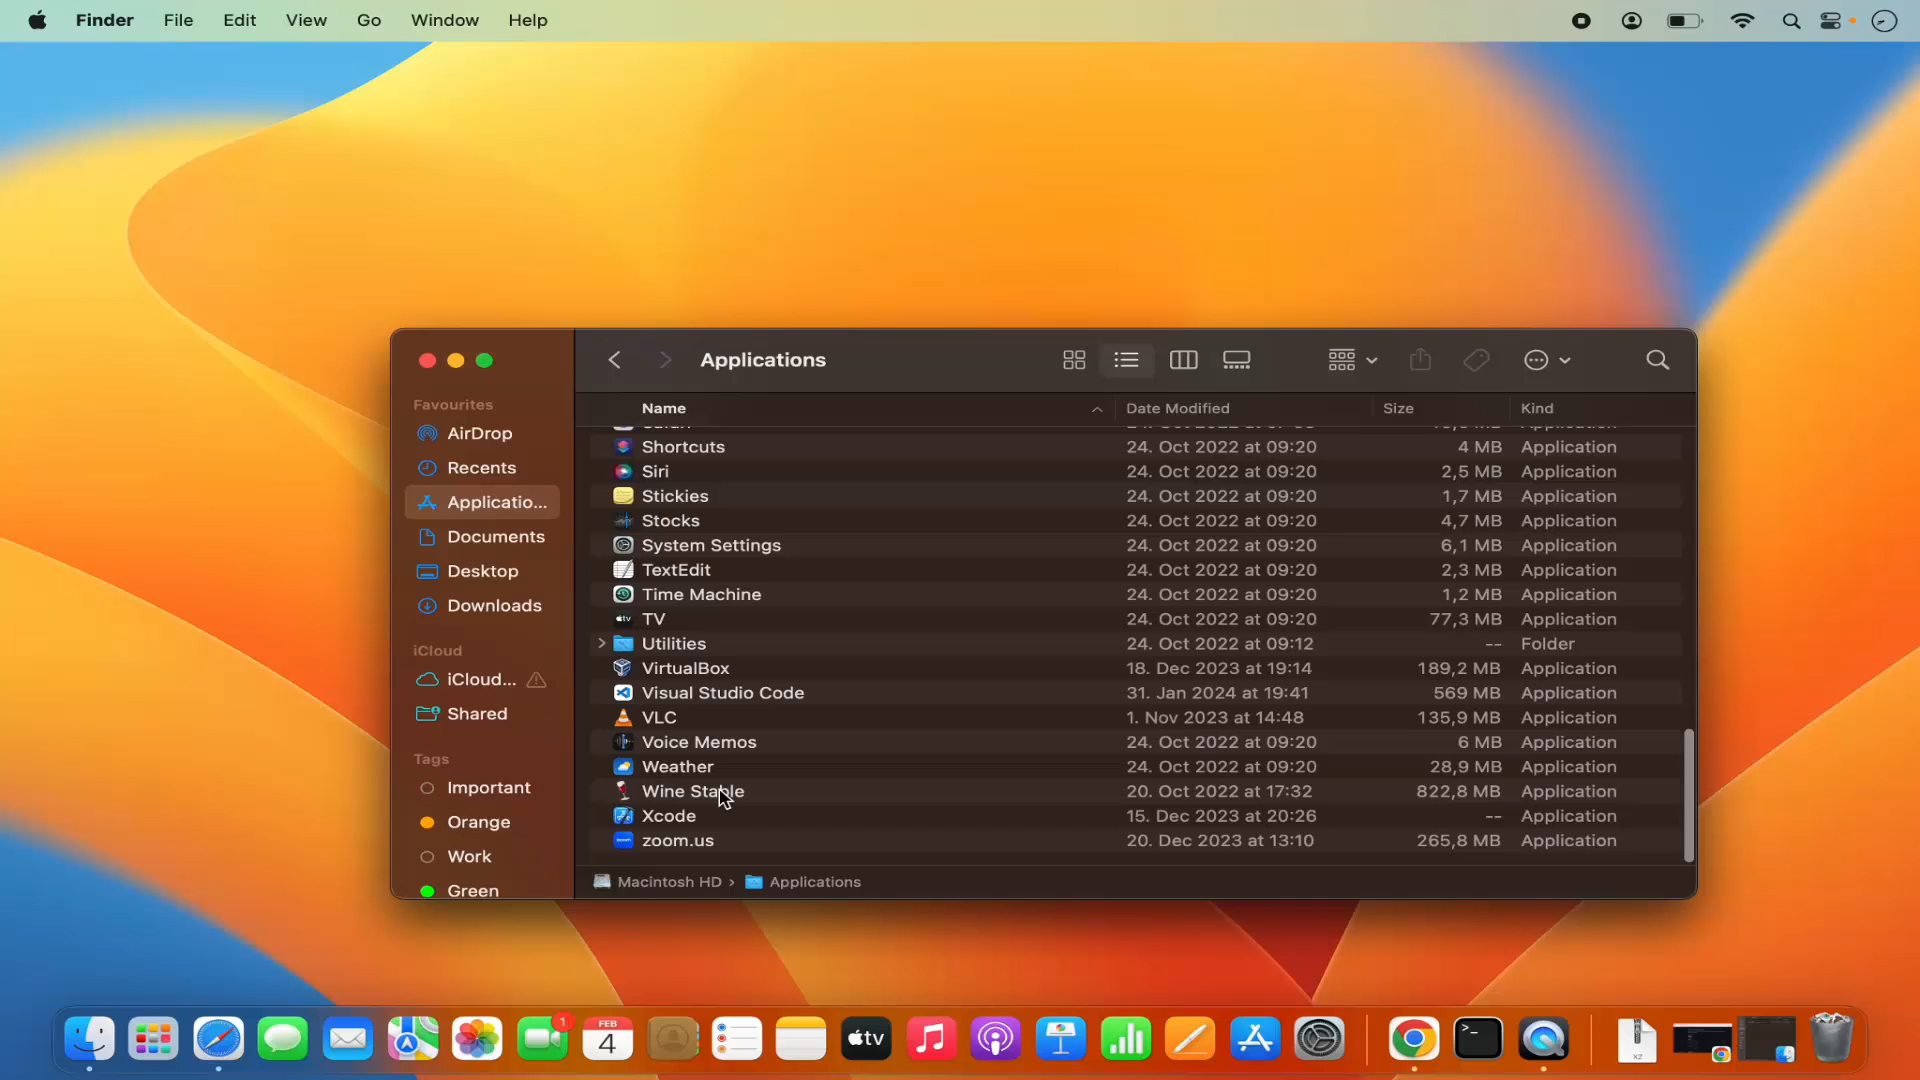 Finder File Edit View Go Window Help
Applications
Favourites
AirDrop
Recents
Applicatio...
Documents
Desktop
Downloads
iCloud
iCloud...
Shared
Tags
Important
Orange
Work
Green
Name Date Modified Size Kind
Shortcuts 24. Oct 2022 at 09:20 4 MB Application
Siri 24. Oct 2022 at 09:20 2,5 MB Application
Stickies 24. Oct 2022 at 09:20 1,7 MB Application
Stocks 24. Oct 2022 at 09:20 4,7 MB Application
System Settings 24. Oct 2022 at 09:20 6,1 MB Application
TextEdit 24. Oct 2022 at 09:20 2,3 MB Application
Time Machine 24. Oct 2022 at 09:20 1,2 MB Application
TV 24. Oct 2022 at 09:20 77,3 MB Application
Utilities 24. Oct 2022 at 09:12 -- Folder
VirtualBox 18. Dec 2023 at 19:14 189,2 MB Application
Visual Studio Code 31. Jan 2024 at 19:41 569 MB Application
VLC 1. Nov 2023 at 14:48 135,9 MB Application
Voice Memos 24. Oct 2022 at 09:20 6 MB Application
Weather 24. Oct 2022 at 09:20 28,9 MB Application
Wine Stable 20. Oct 2022 at 17:32 822,8 MB Application
Xcode 15. Dec 2023 at 20:26 -- Application
zoom.us 20. Dec 2023 at 13:10 265,8 MB Application
Macintosh HD › Applications
1
FEB
4
tv
>_
XZ